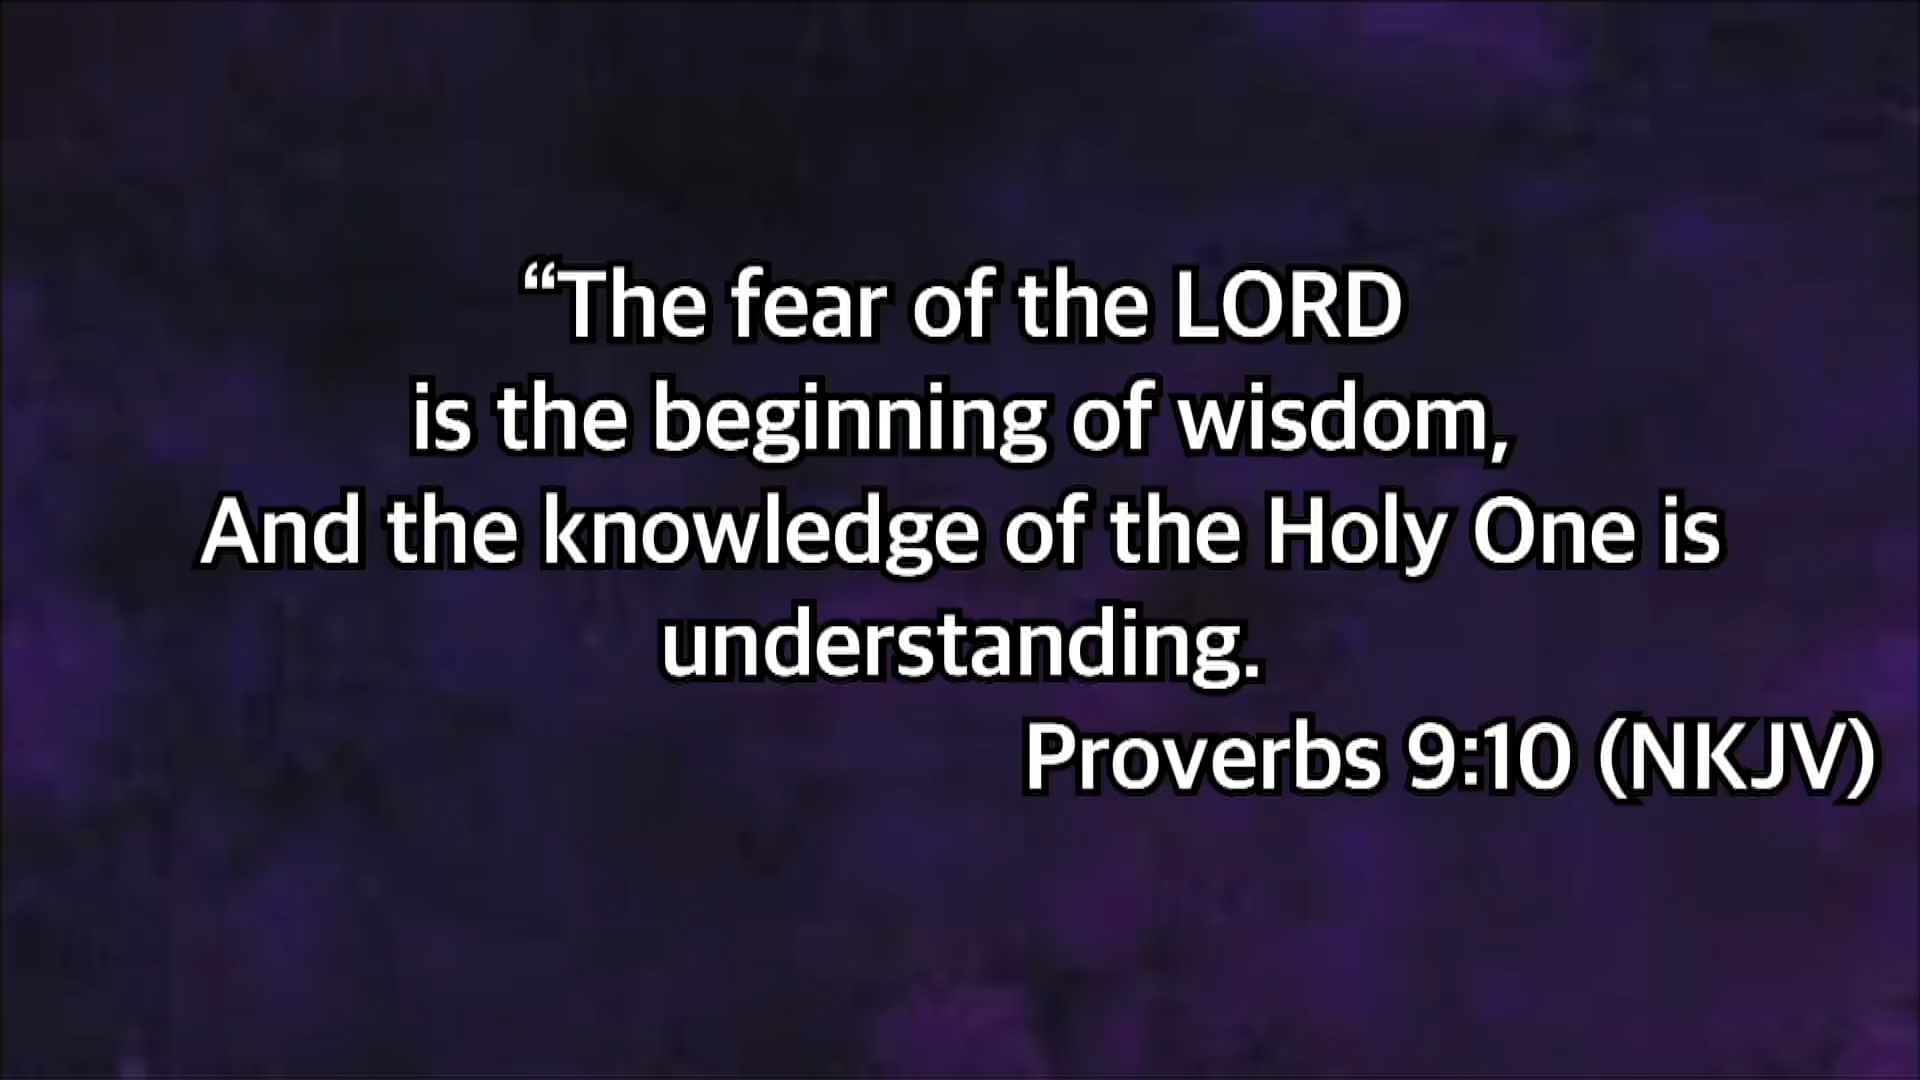 “The fear of the LORD
is the beginning of wisdom,
And the knowledge of the Holy One is
understanding.
Proverbs 9:10 (NKJV)